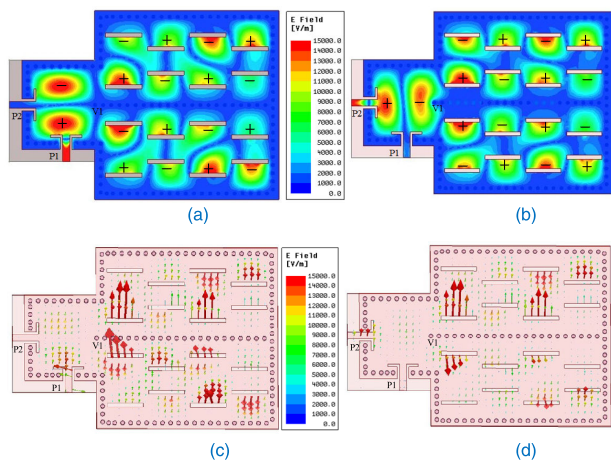 E Field
[V/m]
15000.0
14000.0
13000.0
12000.0
11000.0
10000.0
9000.0
8000.0
7000.0
6000.0
5000.0
4000.0
3000.0
2000.0
1000.0
0.0
− + − +
+ − + −
−
+
P2
V1
P1
+ − + −
− + − +
(a)
− + − +
+ − + −
+ −
P2
V1
P1
− + − +
+ − + −
(b)
E Field
[V/m]
15000.0
14000.0
13000.0
12000.0
11000.0
10000.0
9000.0
8000.0
7000.0
6000.0
5000.0
4000.0
3000.0
2000.0
1000.0
0.0
P2
V1
P1
(c)
P2
V1
P1
(d)